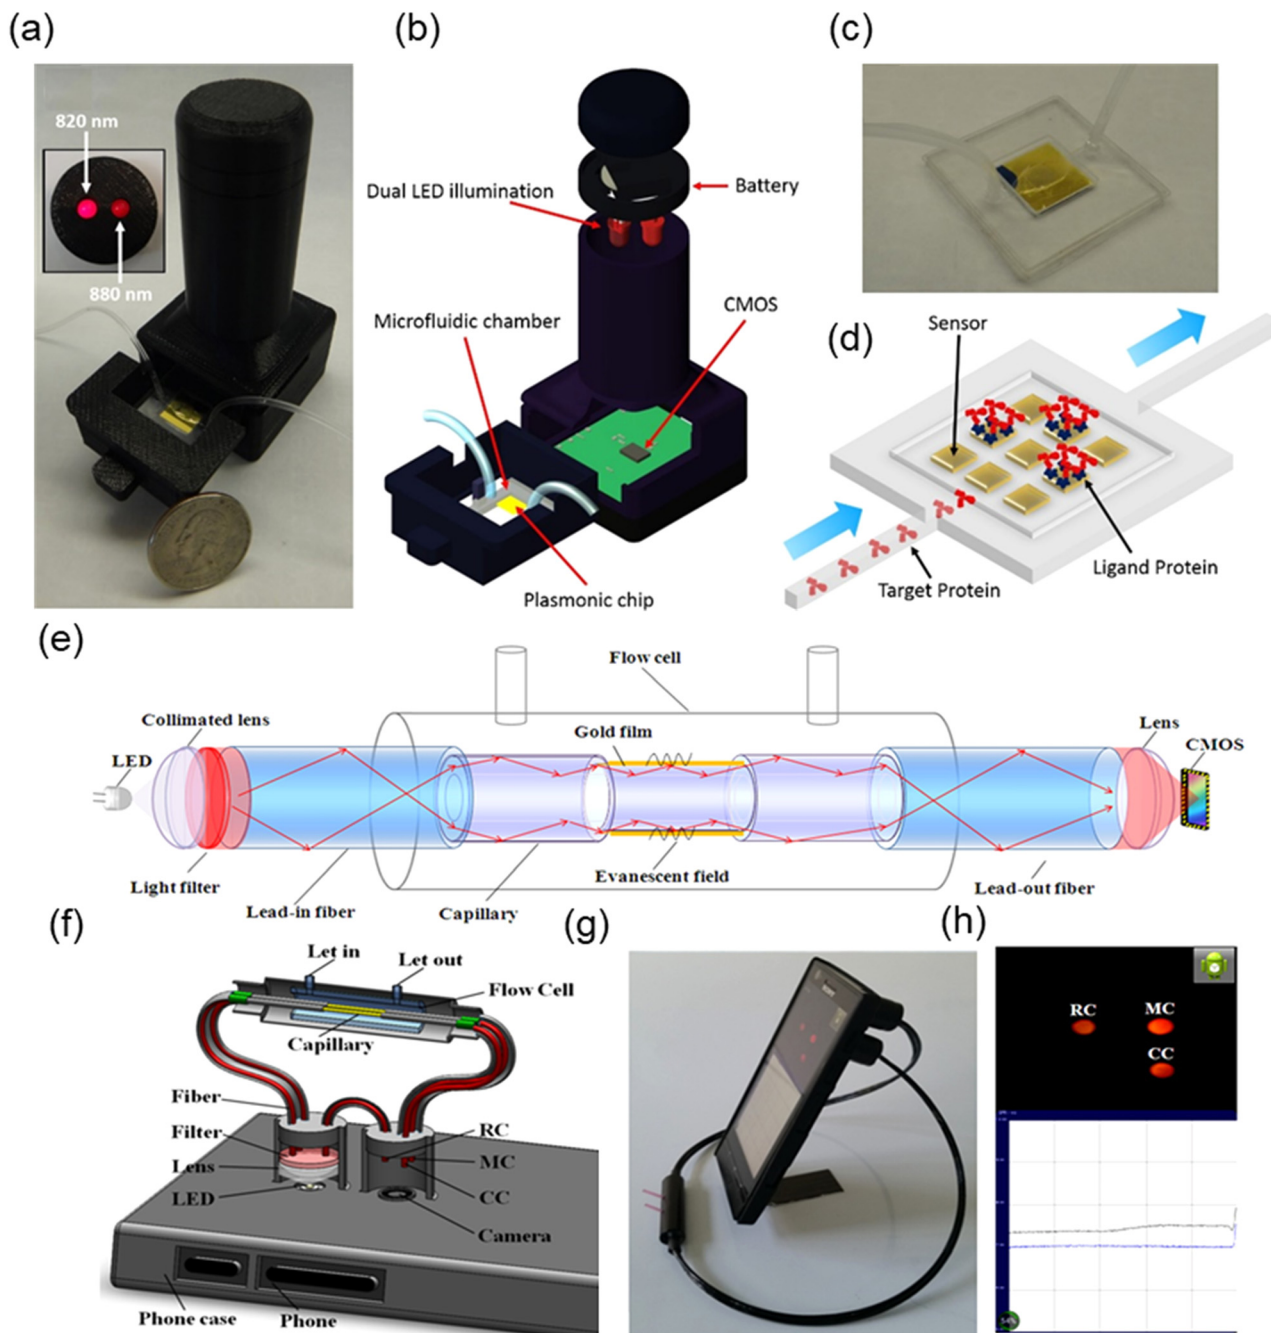 (a)
(b)
(c)
820 nm
880 nm
Dual LED illumination
Battery
Microfluidic chamber
CMOS
Plasmonic chip
(d)
Sensor
Target Protein
Ligand Protein
(e)
Flow cell
Collimated lens
Gold film
Lens
LED
CMOS
Light filter
Evanescent field
Lead-out fiber
Lead-in fiber
Capillary
(f)
(g)
(h)
Let in
Let out
Flow Cell
Capillary
Fiber
Filter
RC
Lens
MC
LED
CC
Camera
Phone case
Phone
RC
MC
CC